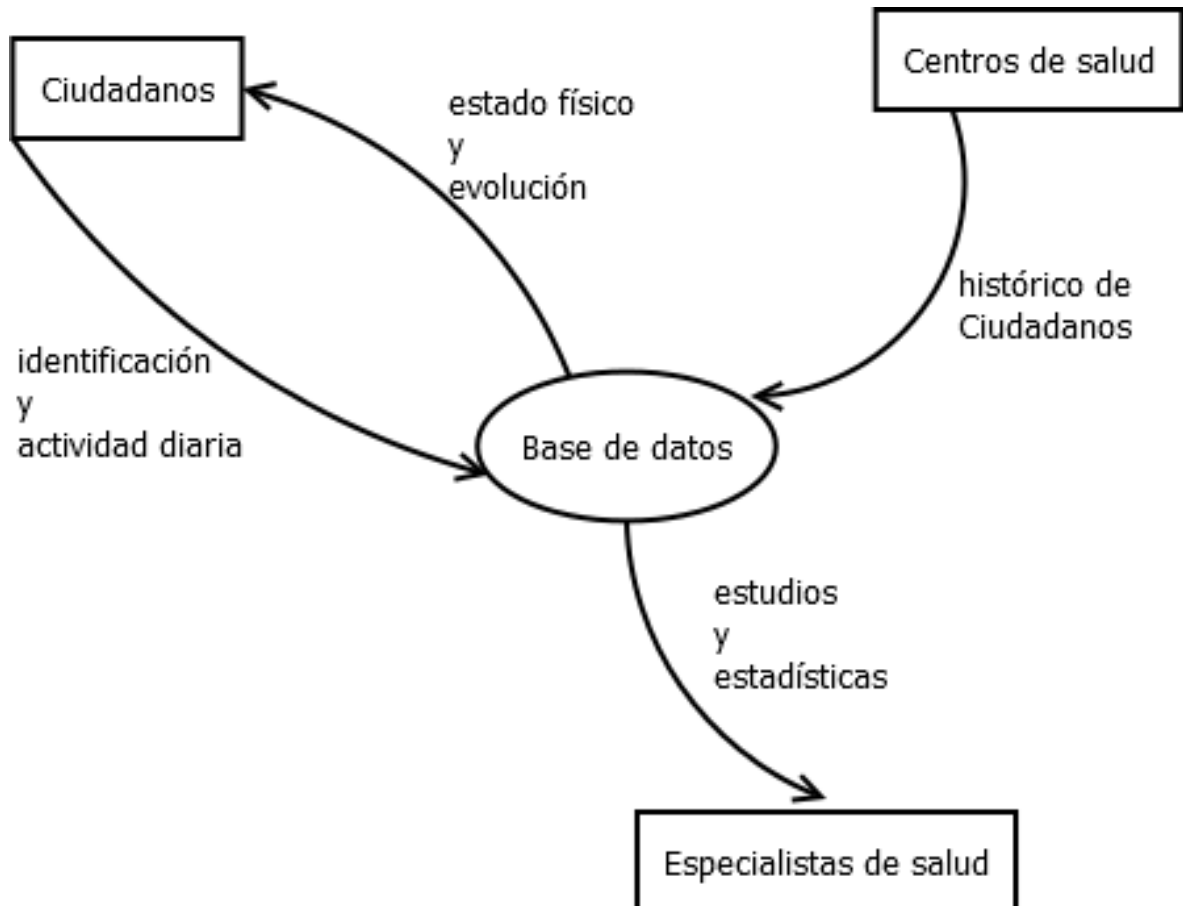 Ciudadanos
Centros de salud
estado físico
y
evolución
histórico de
Ciudadanos
identificación
y
actividad diaria
Base de datos
estudios
y
estadísticas
Especialistas de salud